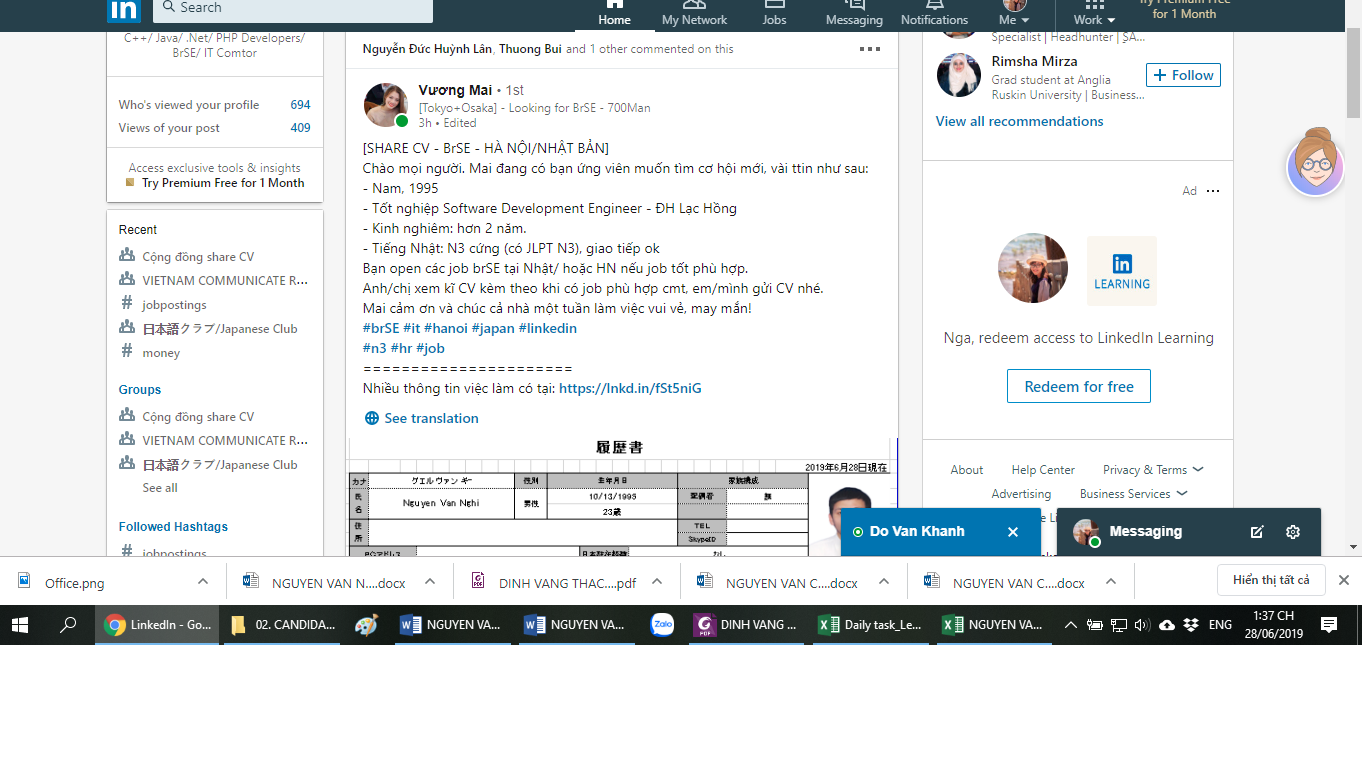 in
Search
Home
My Network
Jobs
Messaging
Notifications
Me
Work
Try Premium Free
for 1 Month
C++/ Java/ .Net/ PHP Developers/
BrSE/ IT Comtor
Who's viewed your profile 694
Views of your post 409
Access exclusive tools & insights
Try Premium Free for 1 Month
Recent
Cộng đồng share CV
VIETNAM COMMUNICATE R...
# jobpostings
日本語クラブ/Japanese Club
# money
Groups
Cộng đồng share CV
VIETNAM COMMUNICATE R...
日本語クラブ/Japanese Club
See all
Followed Hashtags
# jobpostings
Nguyễn Đức Huỳnh Lân, Thuong Bui and 1 other commented on this
Vương Mai • 1st
[Tokyo+Osaka] - Looking for BrSE - 700Man
3h • Edited
[SHARE CV - BrSE - HÀ NỘI/NHẬT BẢN]
Chào mọi người. Mai đang có bạn ứng viên muốn tìm cơ hội mới, vài ttin như sau:
- Nam, 1995
- Tốt nghiệp Software Development Engineer - ĐH Lạc Hồng
- Kinh nghiêm: hơn 2 năm.
- Tiếng Nhật: N3 cứng (có JLPT N3), giao tiếp ok
Bạn open các job brSE tại Nhật/ hoặc HN nếu job tốt phù hợp.
Anh/chị xem kĩ CV kèm theo khi có job phù hợp cmt, em/mình gửi CV nhé.
Mai cảm ơn và chúc cả nhà một tuần làm việc vui vẻ, may mắn!
#brSE #it #hanoi #japan #linkedin
#n3 #hr #job
======================
Nhiều thông tin việc làm có tại: https://lnkd.in/fSt5niG
See translation
履歴書
2019年6月28日現在
カナ グエル ヴァン ギー 性別 生年月日 家族構成
氏名 Nguyen Van Nghi 男性 10/13/1995 配偶者 無
23歳
住所 TEL
SkypeID
PCアドレス
なし
Specialist | Headhunter | SA...
Rimsha Mirza
Grad student at Anglia
Ruskin University | Business...
+ Follow
View all recommendations
Ad
in
LEARNING
Nga, redeem access to LinkedIn Learning
Redeem for free
About
Help Center
Privacy & Terms
Advertising
Business Services
Do Van Khanh
Messaging
Office.png
NGUYEN VAN N....docx
DINH VANG THAC....pdf
NGUYEN VAN C....docx
NGUYEN VAN C....docx
Hiển thị tất cả
LinkedIn - Go...
02. CANDIDA...
NGUYEN VA...
NGUYEN VA...
Zalo
DINH VANG ...
Daily task_Le...
NGUYEN VA...
ENG
1:37 CH
28/06/2019